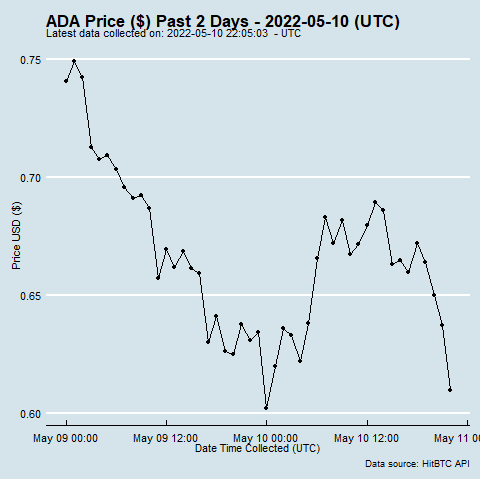 ADA Price ($) Past 2 Days - 2022-05-10 (UTC)
Latest data collected on: 2022-05-10 22:05:03 - UTC
0.75
0.70
0.65
0.60
Price USD ($)
May 09 00:00
May 09 12:00
May 10 00:00
May 10 12:00
May 11 00
Date Time Collected (UTC)
Data source: HitBTC API